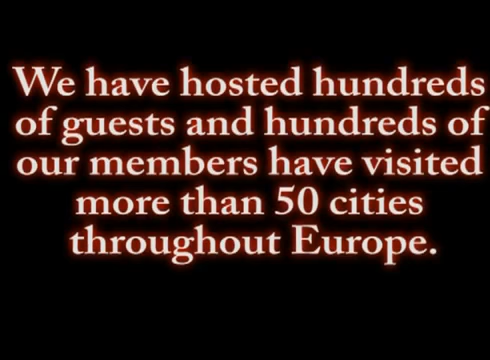 We have hosted hundreds
of guests and hundreds of
our members have visited
more than 50 cities
throughout Europe.